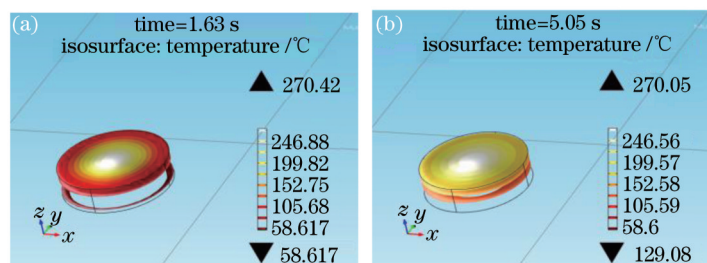 (a)
time=1.63 s
isosurface: temperature /℃
270.42
246.88
199.82
152.75
105.68
58.617
58.617
z y
x
(b)
time=5.05 s
isosurface: temperature /℃
270.05
246.56
199.57
152.58
105.59
58.6
129.08
z y
x